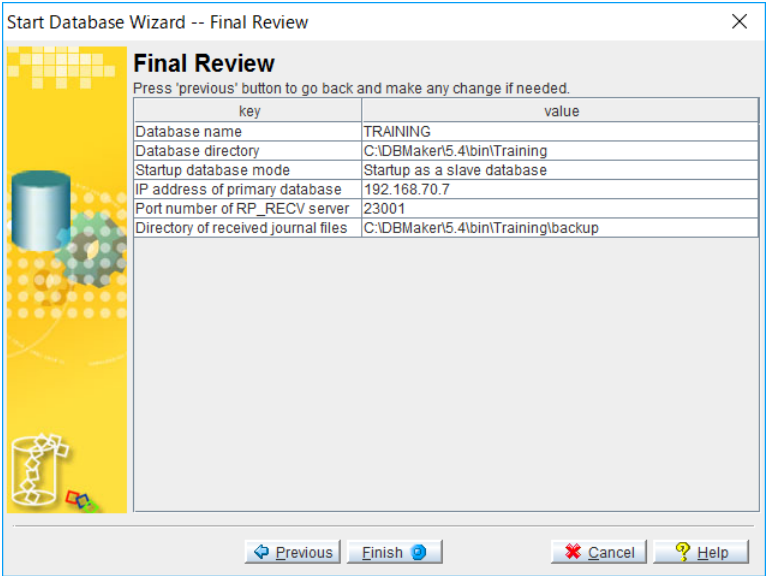 Start Database Wizard -- Final Review
Final Review
Press 'previous' button to go back and make any change if needed.
key value
Database name TRAINING
Database directory C:\DBMaker\5.4\bin\Training
Startup database mode Startup as a slave database
IP address of primary database 192.168.70.7
Port number of RP_RECV server 23001
Directory of received journal files C:\DBMaker\5.4\bin\Training\backup
Previous Finish Cancel Help